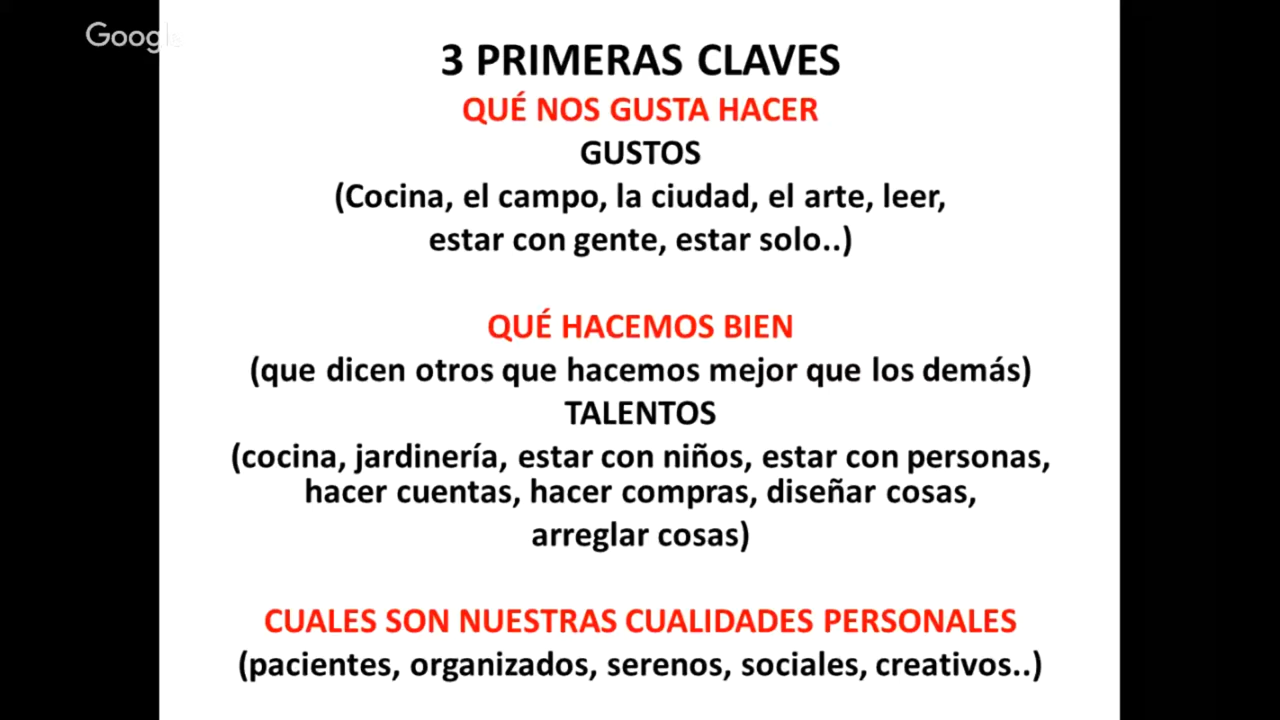 Google
3 PRIMERAS CLAVES
QUÉ NOS GUSTA HACER
GUSTOS
(Cocina, el campo, la ciudad, el arte, leer,
estar con gente, estar solo..)
QUÉ HACEMOS BIEN
(que dicen otros que hacemos mejor que los demás)
TALENTOS
(cocina, jardinería, estar con niños, estar con personas,
hacer cuentas, hacer compras, diseñar cosas,
arreglar cosas)
CUALES SON NUESTRAS CUALIDADES PERSONALES
(pacientes, organizados, serenos, sociales, creativos..)